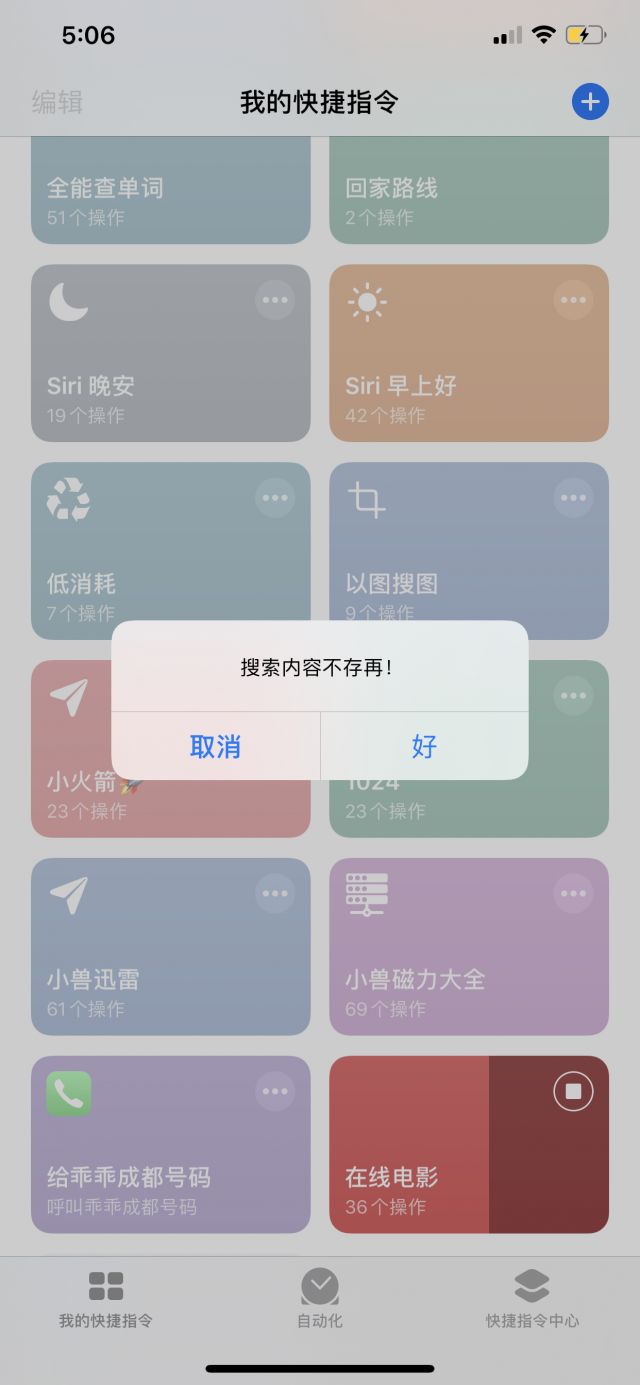 5:06
编辑
我的快捷指令
全能查单词
51个操作
回家路线
2个操作
Siri 晚安
19个操作
Siri 早上好
42个操作
低消耗
7个操作
以图搜图
9个操作
搜索内容不存再！
取消
好
小火箭🚀
23个操作
1024
23个操作
小兽迅雷
61个操作
小兽磁力大全
69个操作
给乖乖成都号码
呼叫乖乖成都号码
在线电影
36个操作
我的快捷指令
自动化
快捷指令中心